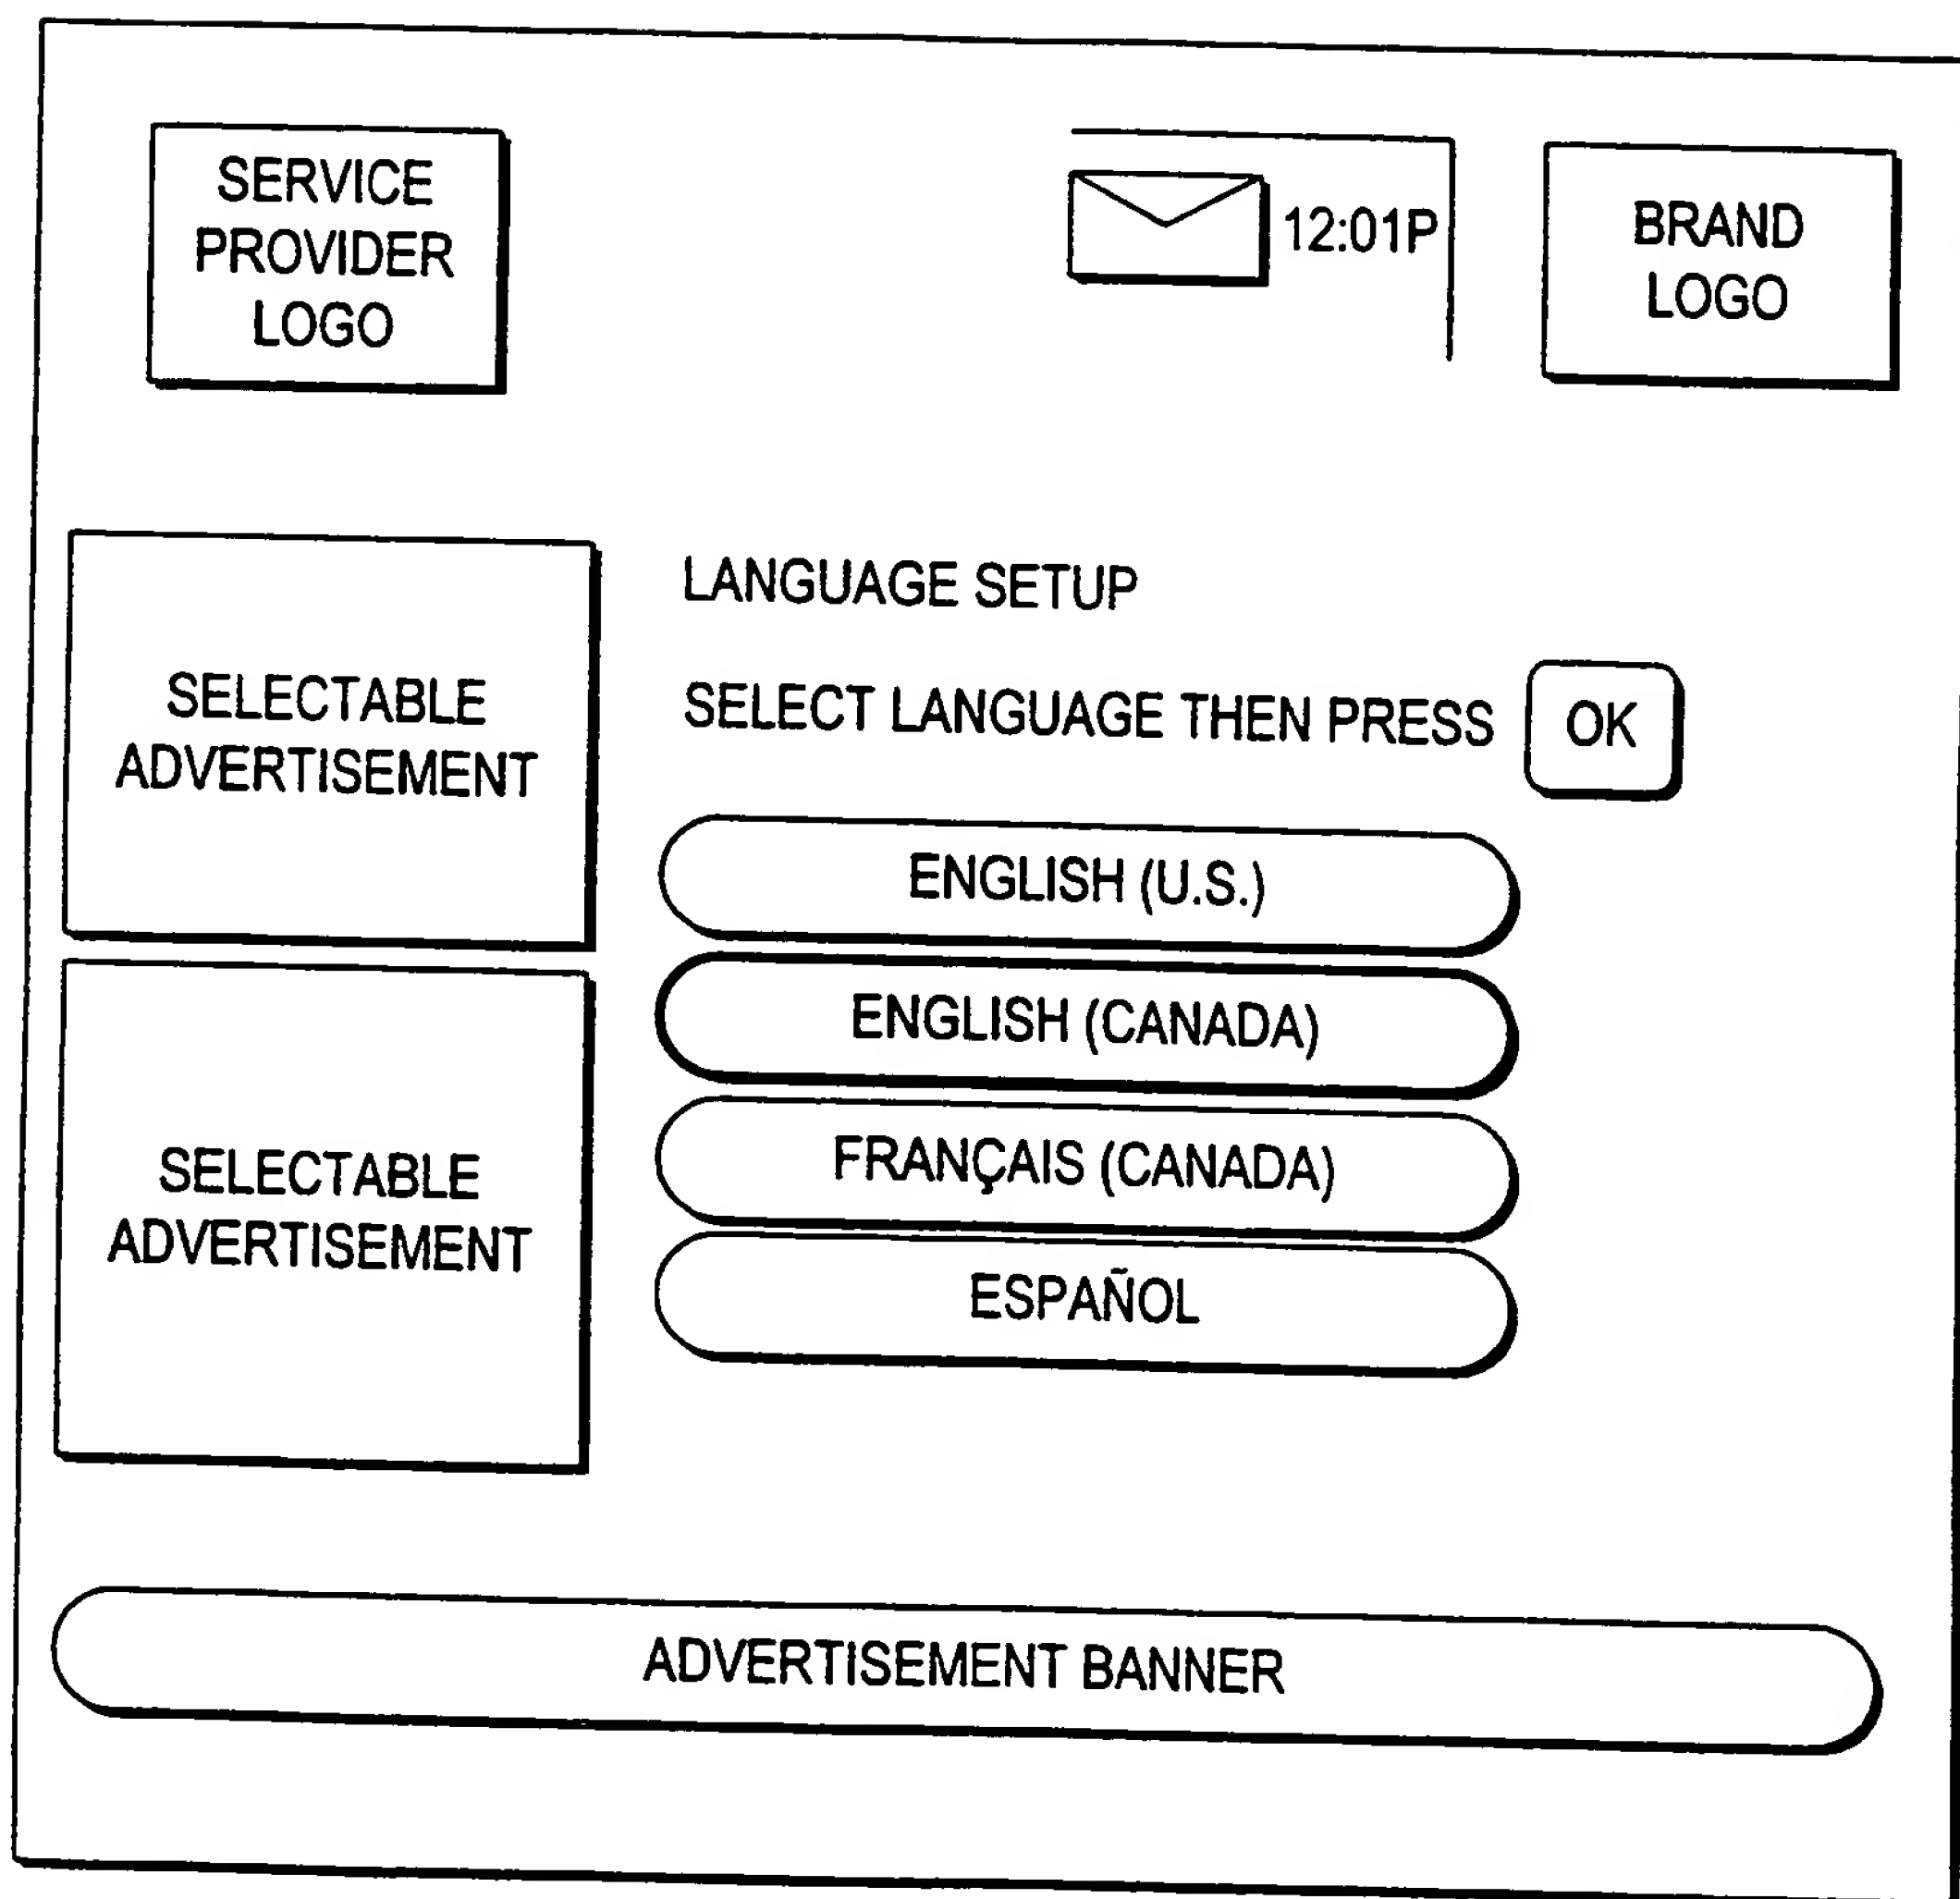 SERVICE
PROVIDER
LOGO
12:01P
BRAND
LOGO
SELECTABLE
ADVERTISEMENT
LANGUAGE SETUP
SELECT LANGUAGE THEN PRESS OK
ENGLISH (U.S.)
ENGLISH (CANADA)
FRANÇAIS (CANADA)
ESPAÑOL
SELECTABLE
ADVERTISEMENT
ADVERTISEMENT BANNER